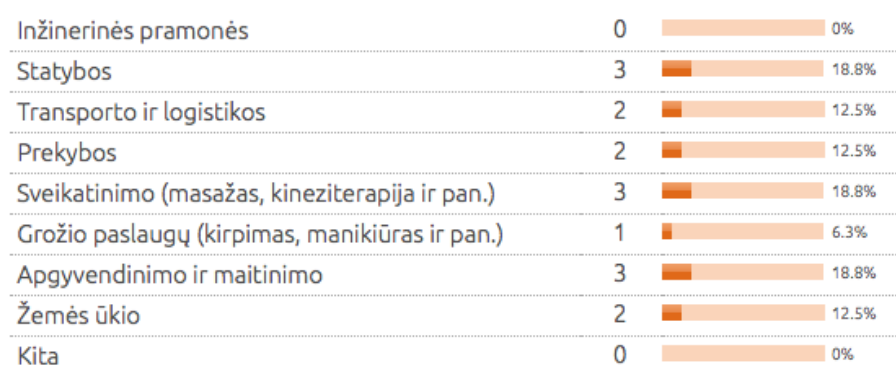 Inžinerinės pramonės 0 0%
Statybos 3 18.8%
Transporto ir logistikos 2 12.5%
Prekybos 2 12.5%
Sveikatinimo (masažas, kineziterapija ir pan.) 3 18.8%
Grožio paslaugų (kirpimas, manikiūras ir pan.) 1 6.3%
Apgyvendinimo ir maitinimo 3 18.8%
Žemės ūkio 2 12.5%
Kita 0 0%